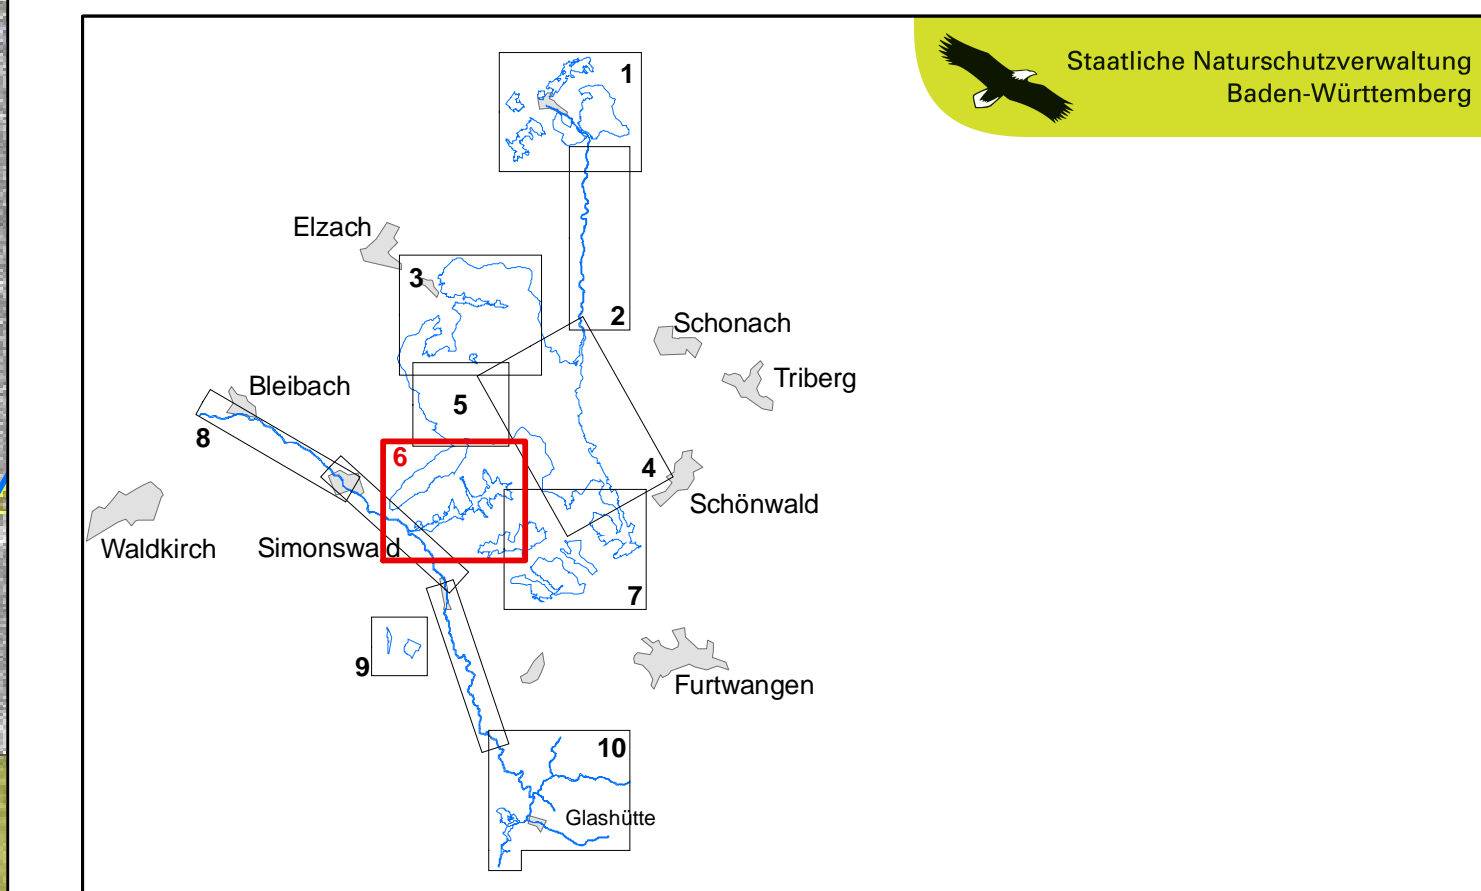 Staatliche Naturschutzverwaltung
Baden-Württemberg
1
Elzach
3
2
Schonach
Triberg
Bleibach
5
8
6
4
Schönwald
Waldkirch
Simonswald
7
9
Furtwangen
10
Glashütte